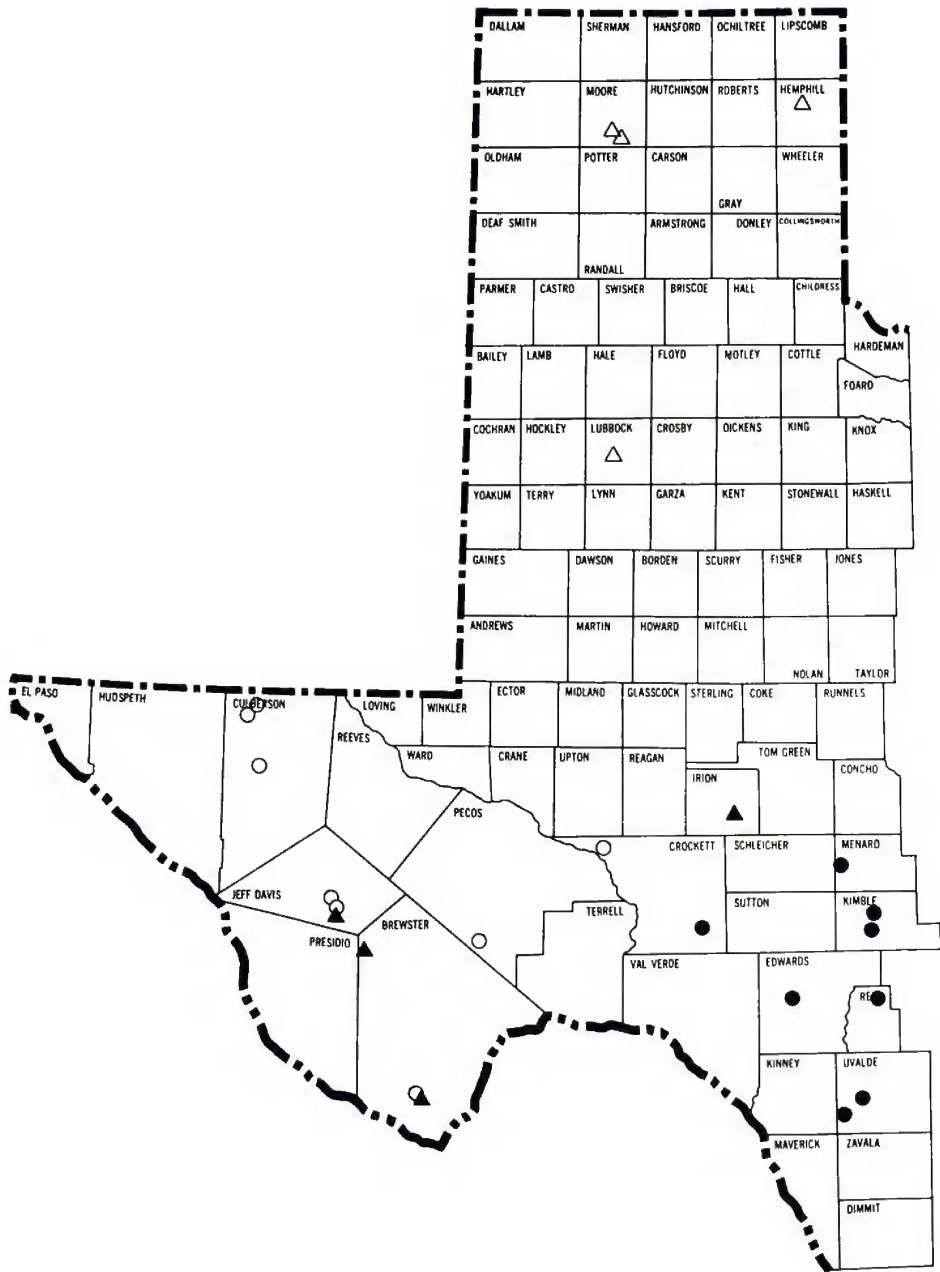 DALLAM SHERMAN HANSFORD OCHILTREE LIPSCOMB
HARTLEY MOORE HUTCHINSON ROBERTS HEMPHILL
OLDHAM POTTER CARSON WHEELER
GRAY
DEAF SMITH ARMSTRONG DONLEY COLLINGSWORTH
RANDALL
PARMER CASTRO SWISHER BRISCOE HALL CHILDRESS
HARDEMAN
BAILEY LAMB HALE FLOYD MOTLEY COTTLE
FOARD
COCHRAN HOCKLEY LUBBOCK CROSBY DICKENS KING KNOX
YOAKUM TERRY LYNN GARZA KENT STONEWALL HASKELL
GAINES DAWSON BORDEN SCURRY FISHER JONES
ANDREWS MARTIN HOWARD MITCHELL
NOLAN TAYLOR
EL PASO HUDSPETH CULBERSON LOVING WINKLER ECTOR MIDLAND GLASSCOCK STERLING COKE RUNNELS
REEVES
WARD CRANE UPTON REAGAN TOM GREEN
IRION CONCHO
PECOS
CROCKETT SCHLEICHER MENARD
JEFF DAVIS SUTTON KIMBLE
BREWSTER TERRELL
PRESIDIO
VAL VERDE EDWARDS
RE
KINNEY UVALDE
MAVERICK ZAVALA
DIMMIT